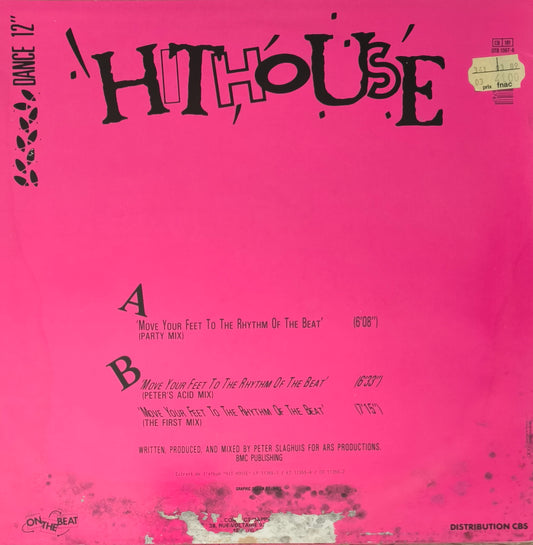 DANCE 12"
HITHOUSE
prix fnac
A
'MOVE YOUR FEET TO THE RHYTHM OF THE BEAT' (6'08")
(PARTY MIX)
B
'MOVE YOUR FEET TO THE RHYTHM OF THE BEAT' (6'33")
(PETER'S ACID MIX)
'MOVE YOUR FEET TO THE RHYTHM OF THE BEAT' (7'15")
(THE FIRST MIX)
WRITTEN, PRODUCED, AND MIXED BY PETER SLAGHUIS FOR ARS PRODUCTIONS.
BMC PUBLISHING
ON THE BEAT
38, RUE VOLTAIRE
DISTRIBUTION CBS